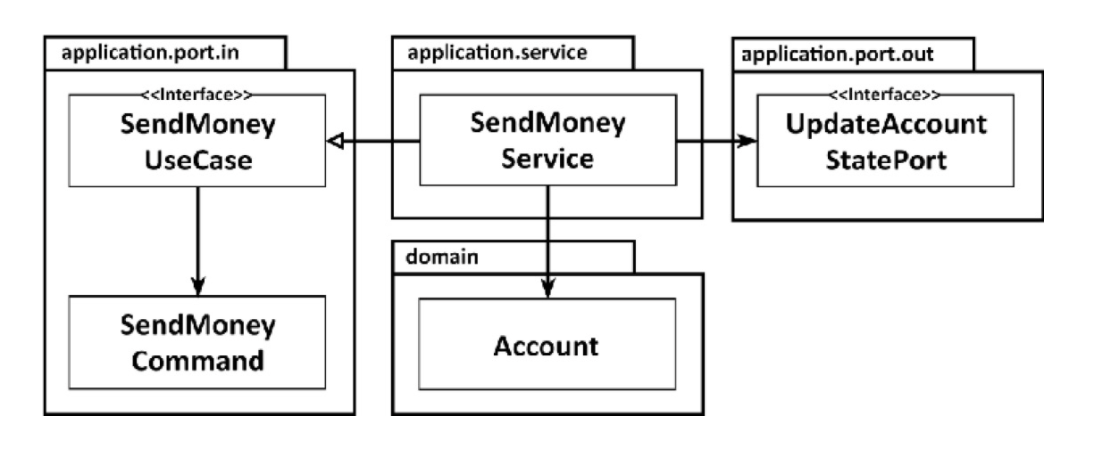 application.port.in
<<Interface>>
SendMoney
UseCase
SendMoney
Command
application.service
SendMoney
Service
domain
Account
application.port.out
<<Interface>>
UpdateAccount
StatePort